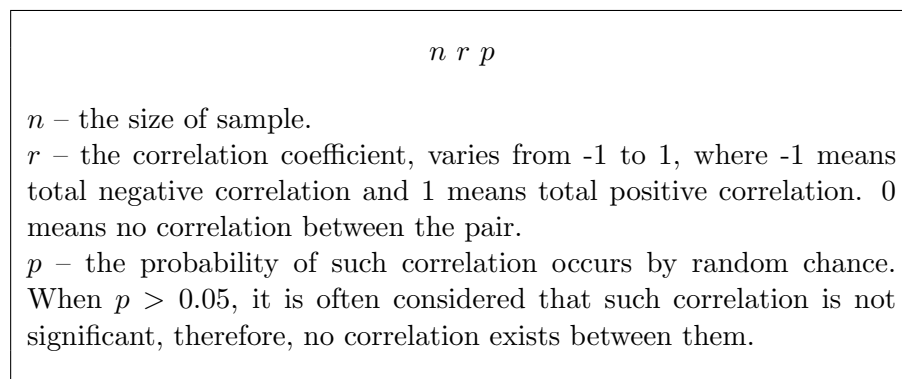 n r p
n – the size of sample.
r – the correlation coefficient, varies from -1 to 1, where -1 means
total negative correlation and 1 means total positive correlation. 0
means no correlation between the pair.
p – the probability of such correlation occurs by random chance.
When p > 0.05, it is often considered that such correlation is not
significant, therefore, no correlation exists between them.